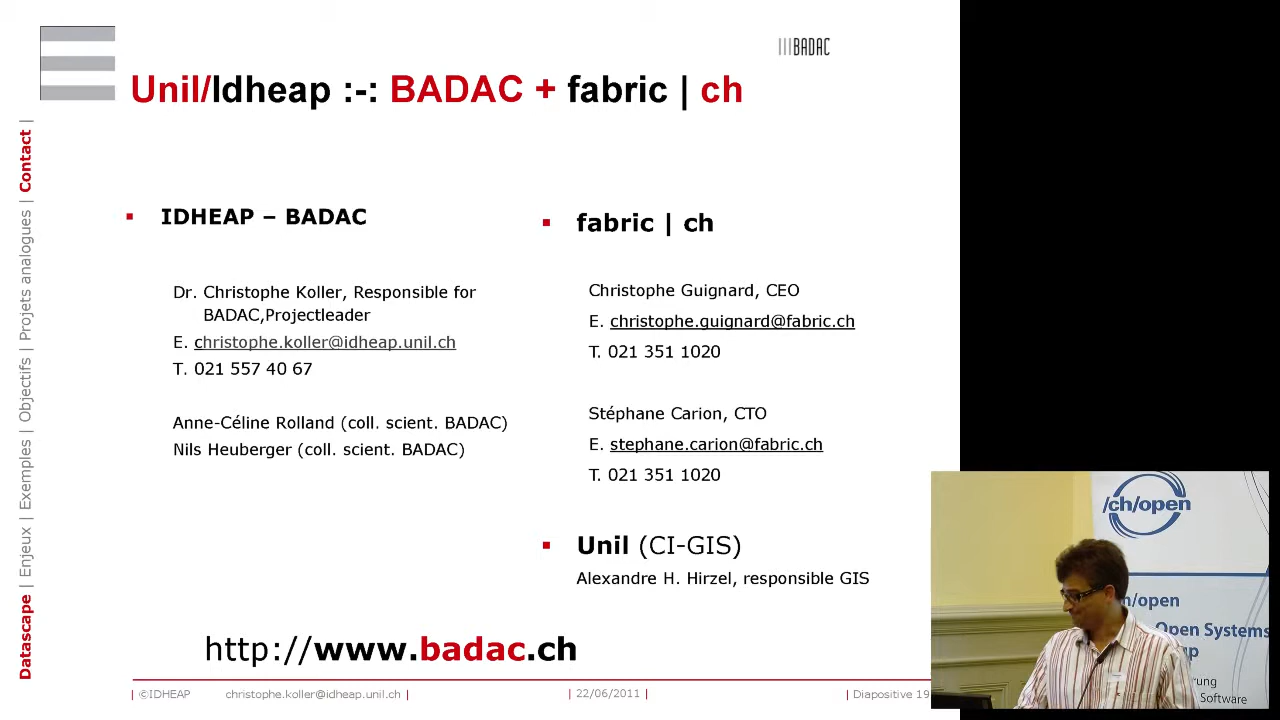 |||BADAC
Unil/Idheap :-: BADAC + fabric | ch
Datascape | Enjeux | Exemples | Objectifs | Projets analogues | Contact |
▪ IDHEAP – BADAC
Dr. Christophe Koller, Responsible for
BADAC,Projectleader
E. christophe.koller@idheap.unil.ch
T. 021 557 40 67
Anne-Céline Rolland (coll. scient. BADAC)
Nils Heuberger (coll. scient. BADAC)
▪ fabric | ch
Christophe Guignard, CEO
E. christophe.guignard@fabric.ch
T. 021 351 1020
Stéphane Carion, CTO
E. stephane.carion@fabric.ch
T. 021 351 1020
▪ Unil (CI-GIS)
Alexandre H. Hirzel, responsible GIS
http://www.badac.ch
| ©IDHEAP christophe.koller@idheap.unil.ch | | 22/06/2011 | | Diapositive 19
/ch/open
h/open
Open Systems
up
rung
Software